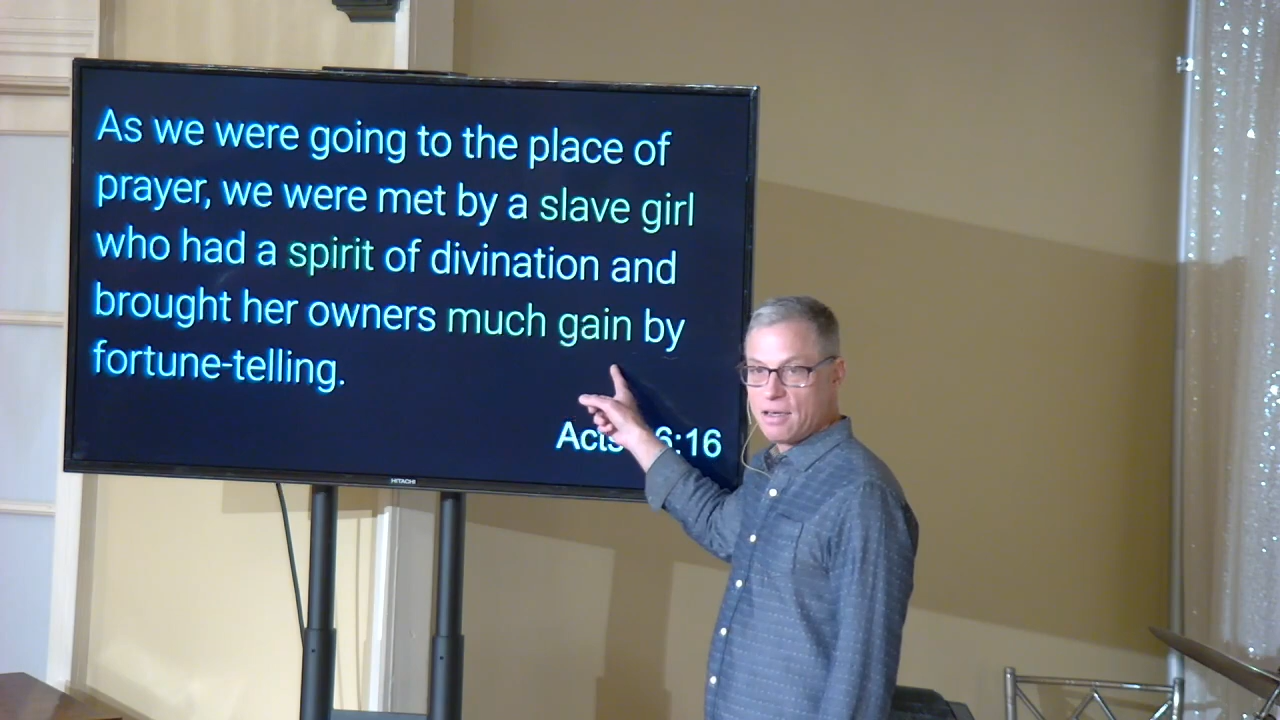 As we were going to the place of
prayer, we were met by a slave girl
who had a spirit of divination and
brought her owners much gain by
fortune-telling.
Acts 6:16
HITACHI